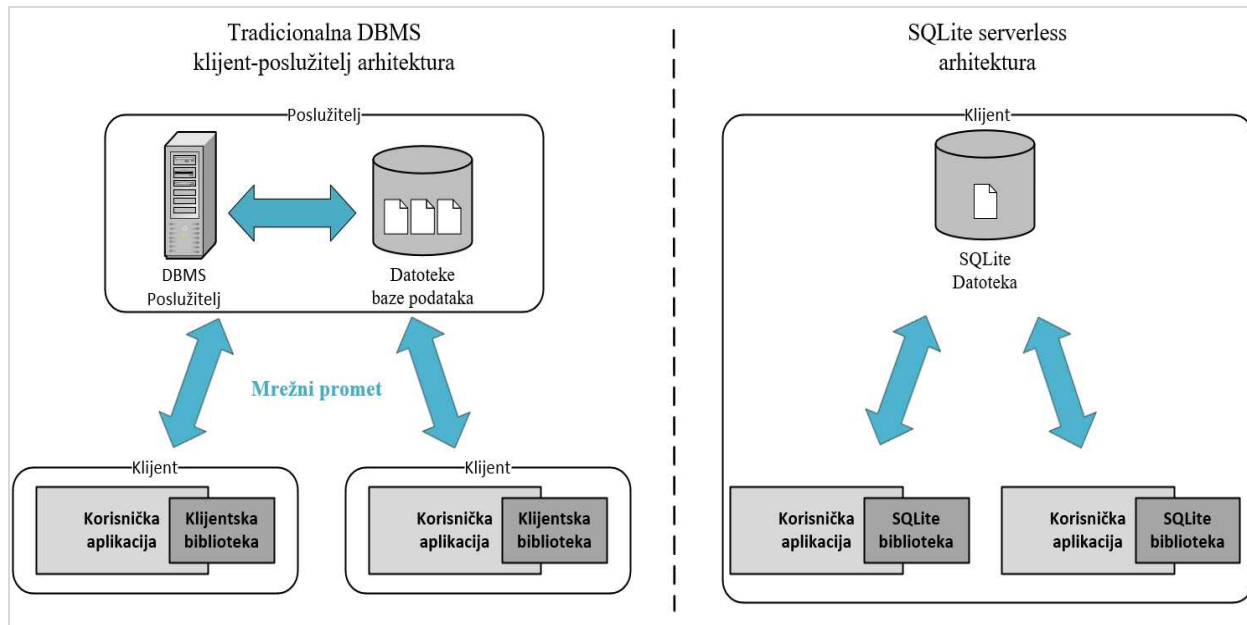 Tradicionalna DBMS
klijent-poslužitelj arhitektura
Poslužitelj
DBMS
Poslužitelj
Datoteke
baze podataka
Mrežni promet
Klijent
Korisnička
aplikacija
Klijentska
biblioteka
Klijent
Korisnička
aplikacija
Klijentska
biblioteka
SQLite serverless
arhitektura
Klijent
SQLite
Datoteka
Korisnička
aplikacija
SQLite
biblioteka
Korisnička
aplikacija
SQLite
biblioteka